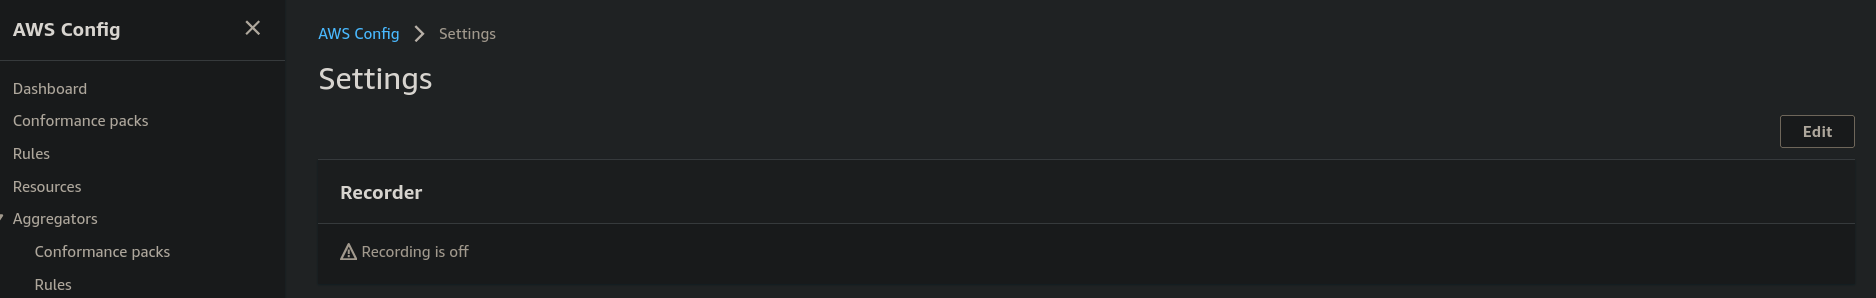 AWS Config
Dashboard
Conformance packs
Rules
Resources
Aggregators
Conformance packs
Rules
AWS Config > Settings
Settings
Edit
Recorder
Recording is off